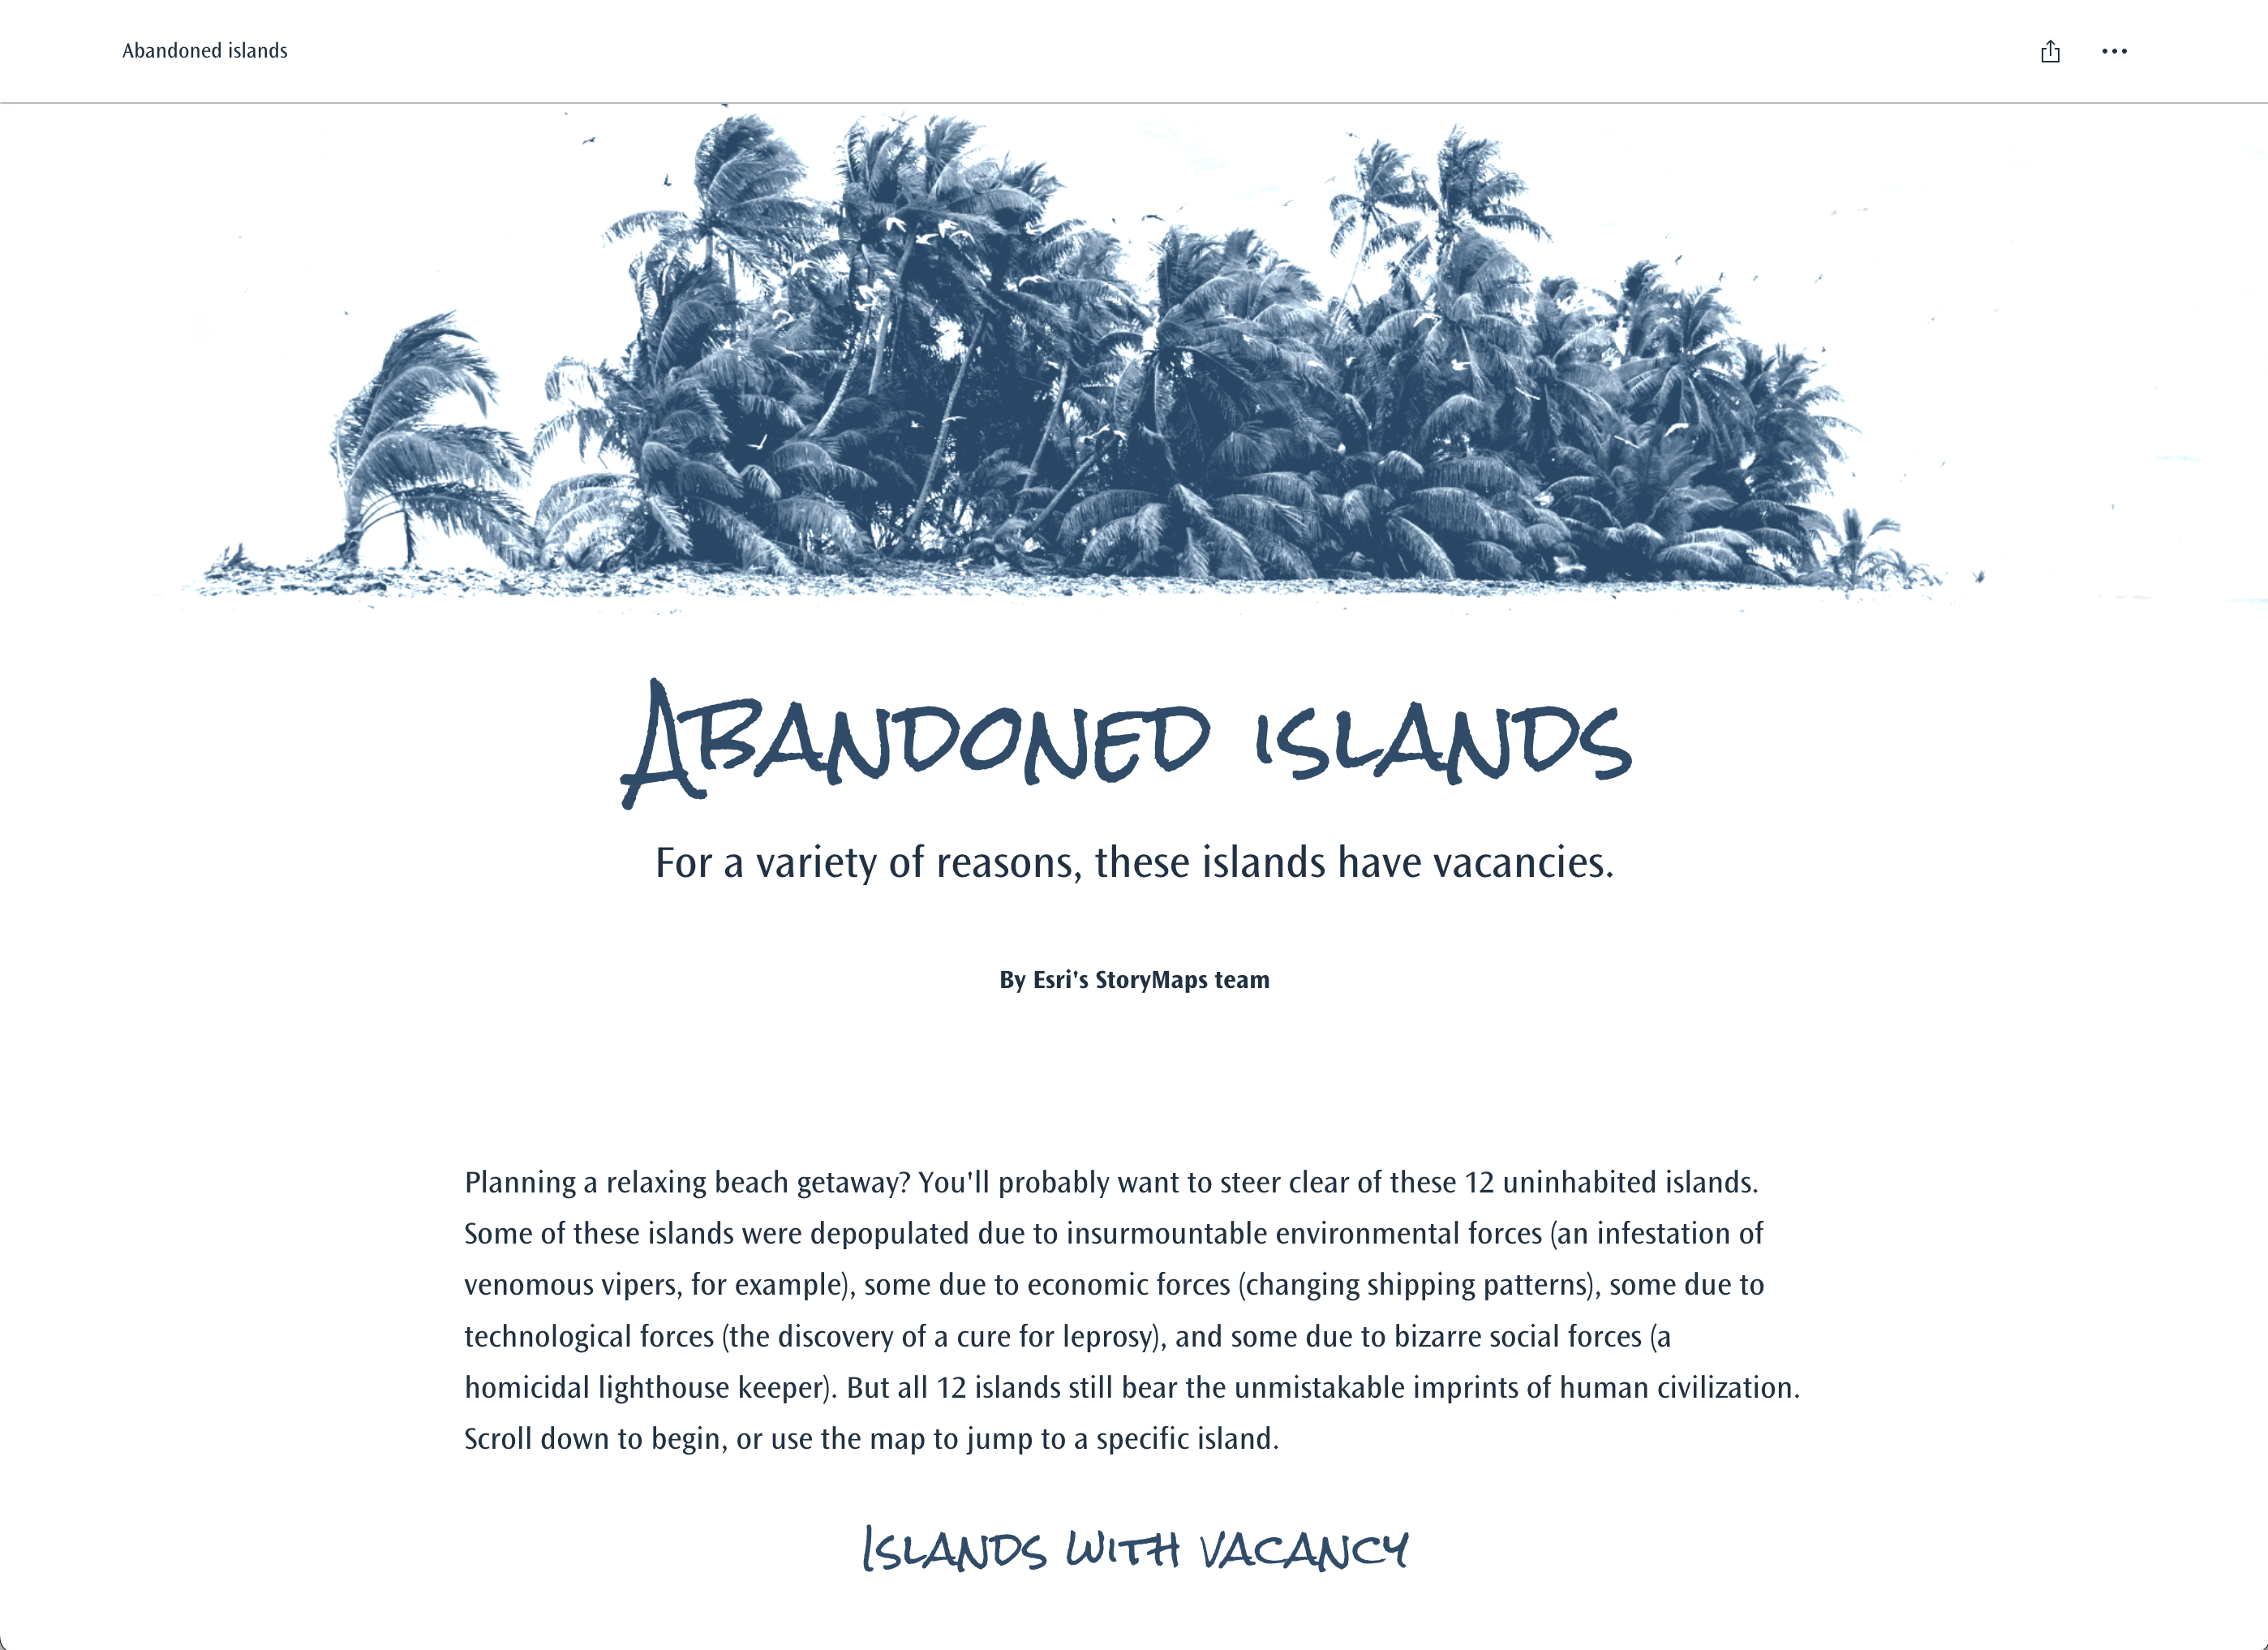 Abandoned islands
Abandoned islands
For a variety of reasons, these islands have vacancies.
By Esri's StoryMaps team
Planning a relaxing beach getaway? You'll probably want to steer clear of these 12 uninhabited islands.
Some of these islands were depopulated due to insurmountable environmental forces (an infestation of
venomous vipers, for example), some due to economic forces (changing shipping patterns), some due to
technological forces (the discovery of a cure for leprosy), and some due to bizarre social forces (a
homicidal lighthouse keeper). But all 12 islands still bear the unmistakable imprints of human civilization.
Scroll down to begin, or use the map to jump to a specific island.
Islands with vacancy